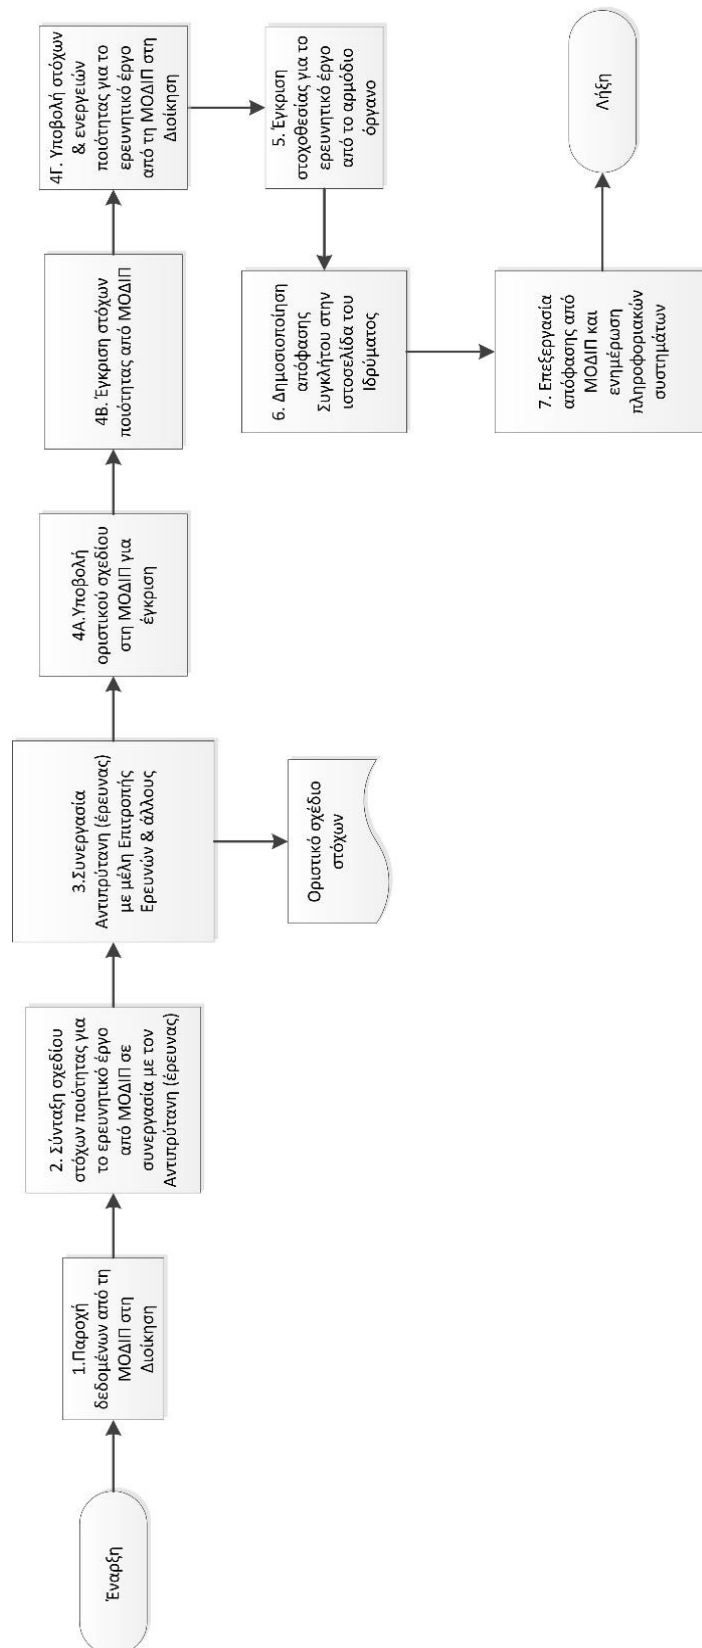 Έναρξη
1.Παροχή
δεδομένων από τη
ΜΟΔΙΠ στη
Διοίκηση
2. Σύνταξη σχεδίου
στόχων ποιότητας για
το ερευνητικό έργο
από ΜΟΔΙΠ σε
συνεργασία με τον
Αντιπρύτανη (έρευνας)
3.Συνεργασία
Αντιπρύτανη (έρευνας)
με μέλη Επιτροπής
Ερευνών & άλλους
Οριστικό σχέδιο
στόχων
4Α.Υποβολή
οριστικού σχεδίου
στη ΜΟΔΙΠ για
έγκριση
4Β. Έγκριση στόχων
ποιότητας από ΜΟΔΙΠ
4Γ. Υποβολή στόχων
& ενεργειών
ποιότητας για το
ερευνητικό έργο
από τη ΜΟΔΙΠ στη
Διοίκηση
5. Έγκριση
στοχοθεσίας για το
ερευνητικό έργο
από το αρμόδιο
όργανο
6. Δημοσιοποίηση
απόφασης
Συγκλήτου στην
ιστοσελίδα του
Ιδρύματος
7. Επεξεργασία
απόφασης από
ΜΟΔΙΠ και
ενημέρωση
πληροφοριακών
συστημάτων
Λήξη